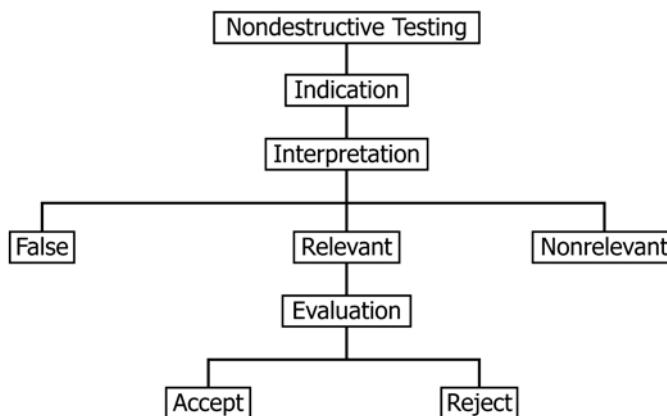 Nondestructive Testing
Indication
Interpretation
False
Relevant
Nonrelevant
Evaluation
Accept
Reject